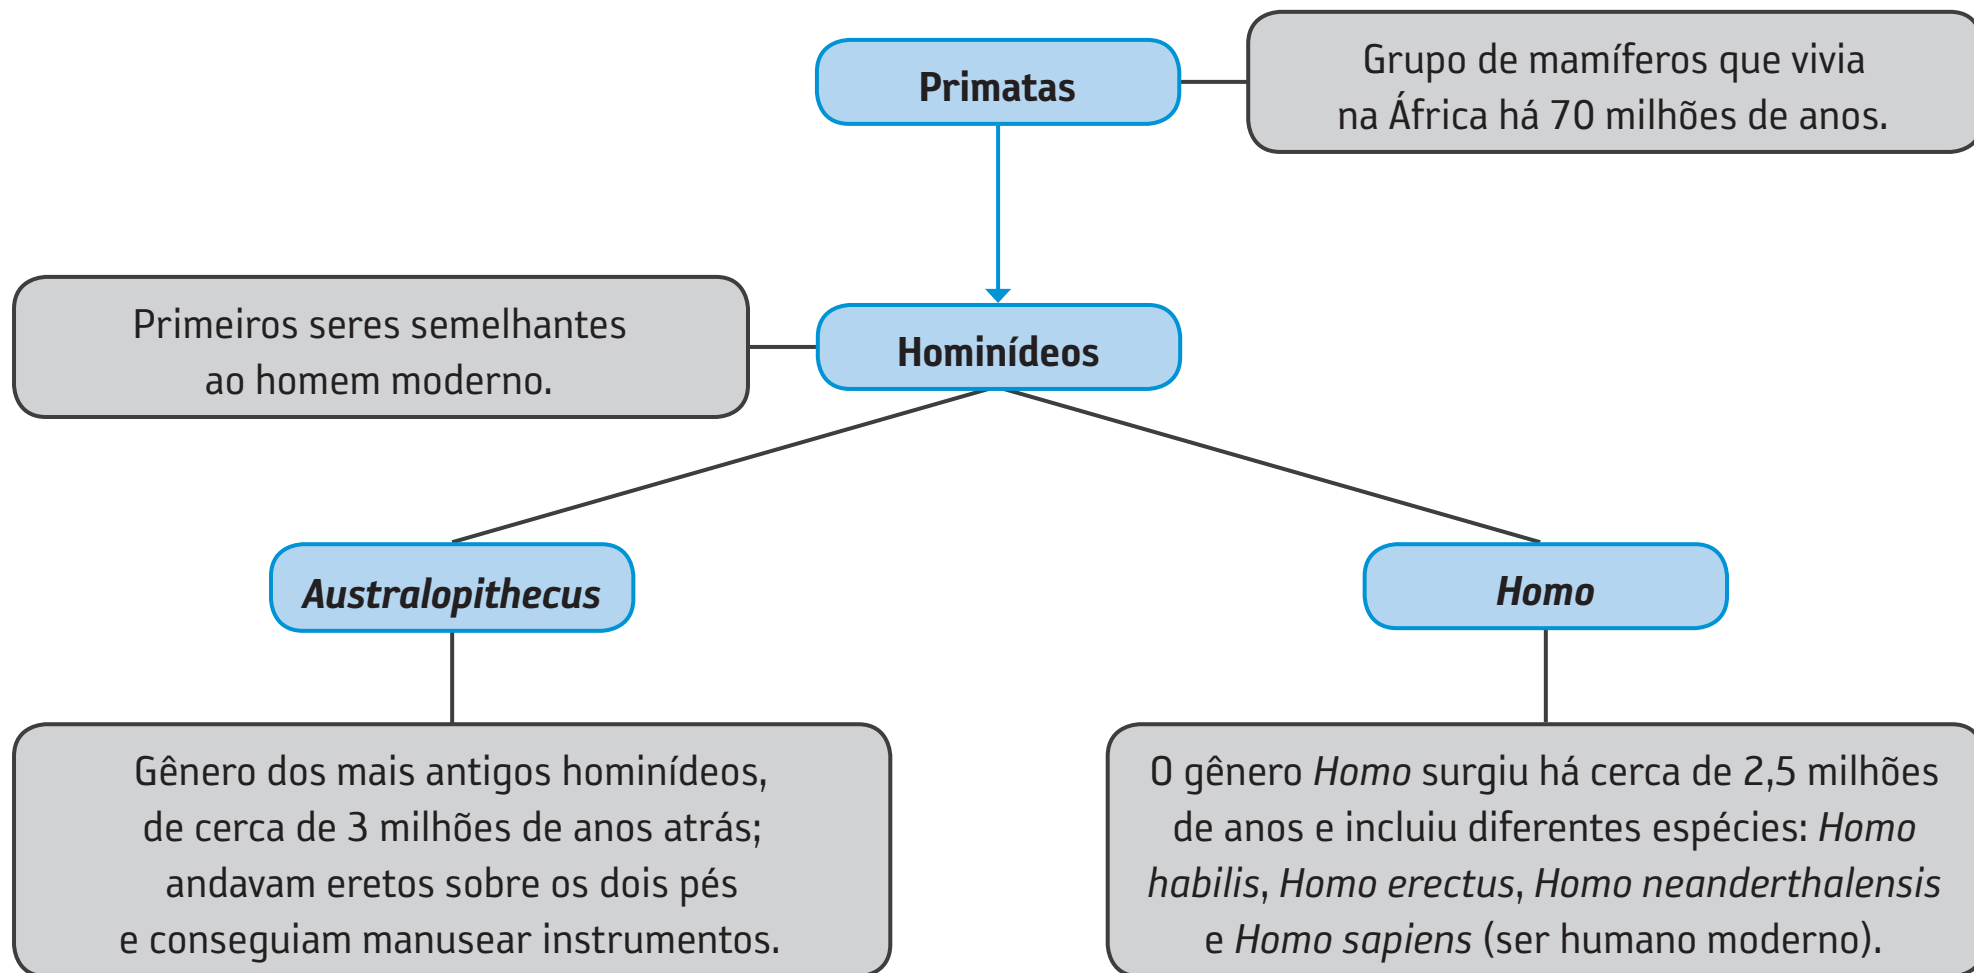 Primatas
Grupo de mamíferos que vivia
na África há 70 milhões de anos.
Primeiros seres semelhantes
ao homem moderno.
Hominídeos
Australopithecus
Homo
Gênero dos mais antigos hominídeos,
de cerca de 3 milhões de anos atrás;
andavam eretos sobre os dois pés
e conseguiam manusear instrumentos.
O gênero Homo surgiu há cerca de 2,5 milhões
de anos e incluiu diferentes espécies: Homo
habilis, Homo erectus, Homo neanderthalensis
e Homo sapiens (ser humano moderno).